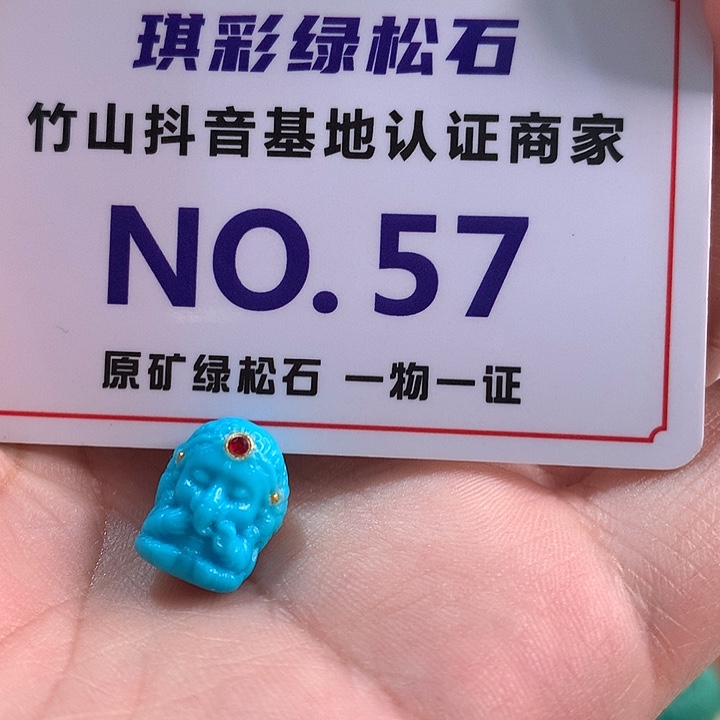 琪彩绿松石
竹山抖音基地认证商家
NO. 57
原矿绿松石 一物一证